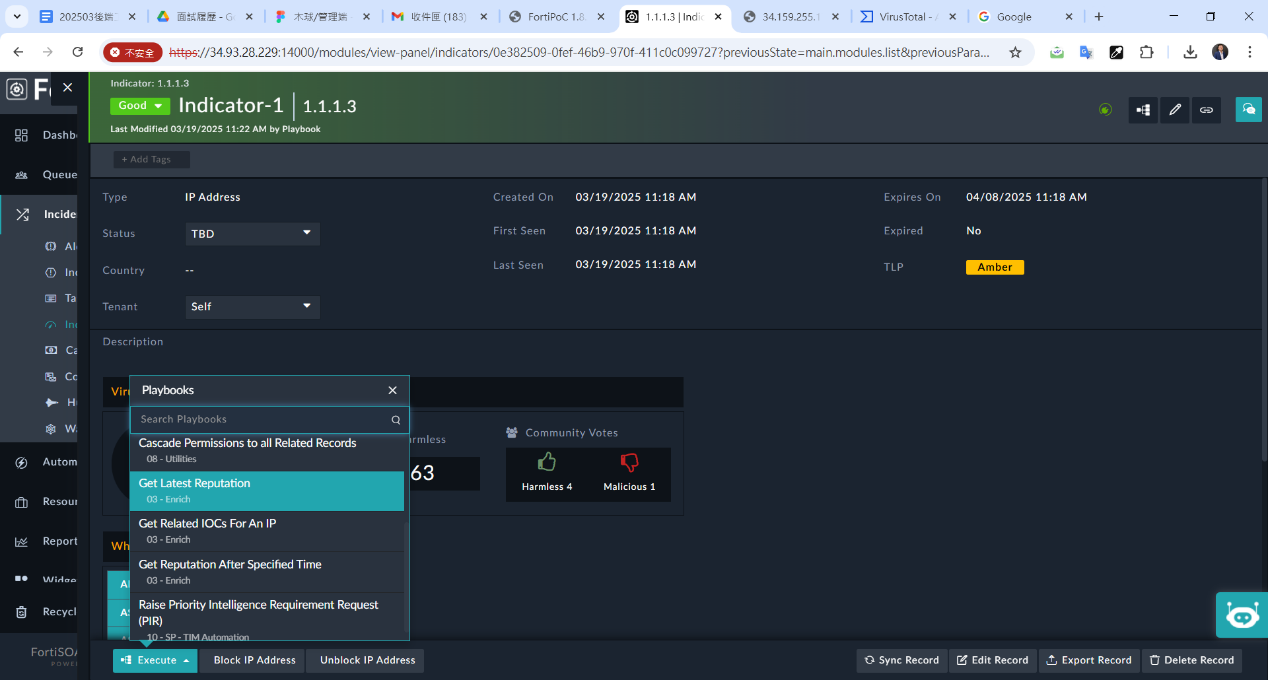 202503後端
面試履歷 - G
木球/管理端
收件匣 (183)
FortiPoC 1.8
1.1.1.3 | Indi
34.159.255.1
VirusTotal - 
Google
不安全
https://34.93.28.229:14000/modules/view-panel/indicators/0e382509-0fef-46b9-970f-411c0c099727?previousState=main.modules.list&previousPara...
Indicator: 1.1.1.3
Good
Indicator-1
1.1.1.3
Last Modified 03/19/2025 11:22 AM by Playbook
+ Add Tags
Dashb
Queue
Incide
Al
Inc
Ta
Inc
Ca
Co
H
W
Autom
Resour
Report
Widge
Recycl
FortiSOA
POWE
Type
IP Address
Status
TBD
Country
--
Tenant
Self
Created On
03/19/2025 11:18 AM
First Seen
03/19/2025 11:18 AM
Last Seen
03/19/2025 11:18 AM
Expires On
04/08/2025 11:18 AM
Expired
No
TLP
Amber
Description
Viru
Playbooks
Search Playbooks
Cascade Permissions to all Related Records
08 - Utilities
Get Latest Reputation
03 - Enrich
Get Related IOCs For An IP
03 - Enrich
Get Reputation After Specified Time
03 - Enrich
Raise Priority Intelligence Requirement Request
(PIR)
10 - SP - TIM Automation
armless
63
Community Votes
Harmless 4
Malicious 1
Wh
AS
Execute
Block IP Address
Unblock IP Address
Sync Record
Edit Record
Export Record
Delete Record